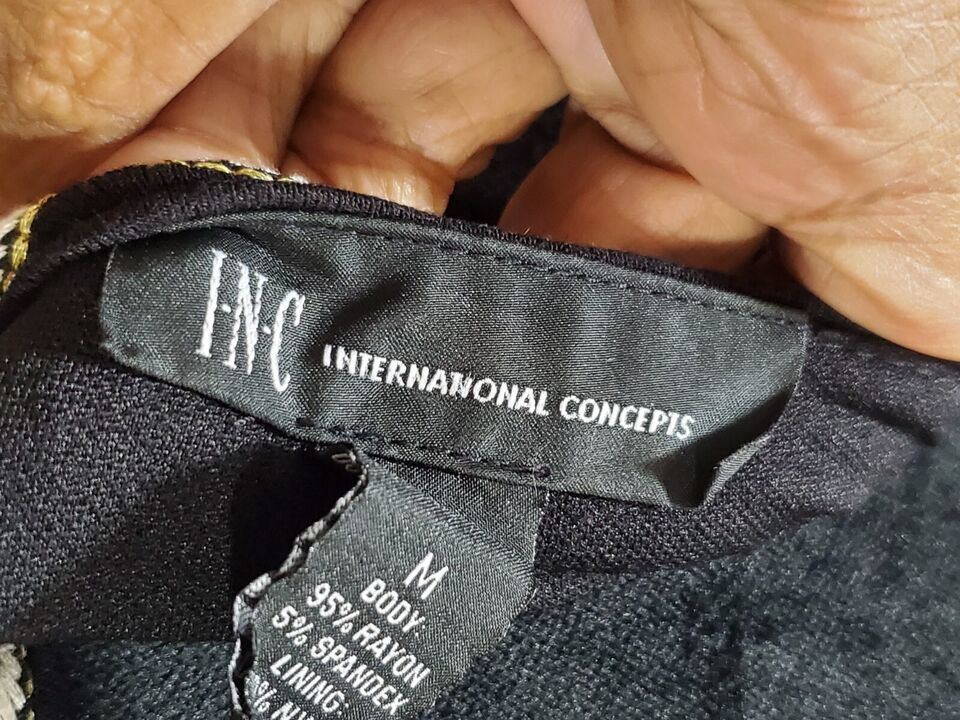 I·N·C INTERNATIONAL CONCEPTS
M
BODY:
95% RAYON
5% SPANDEX
LINING: